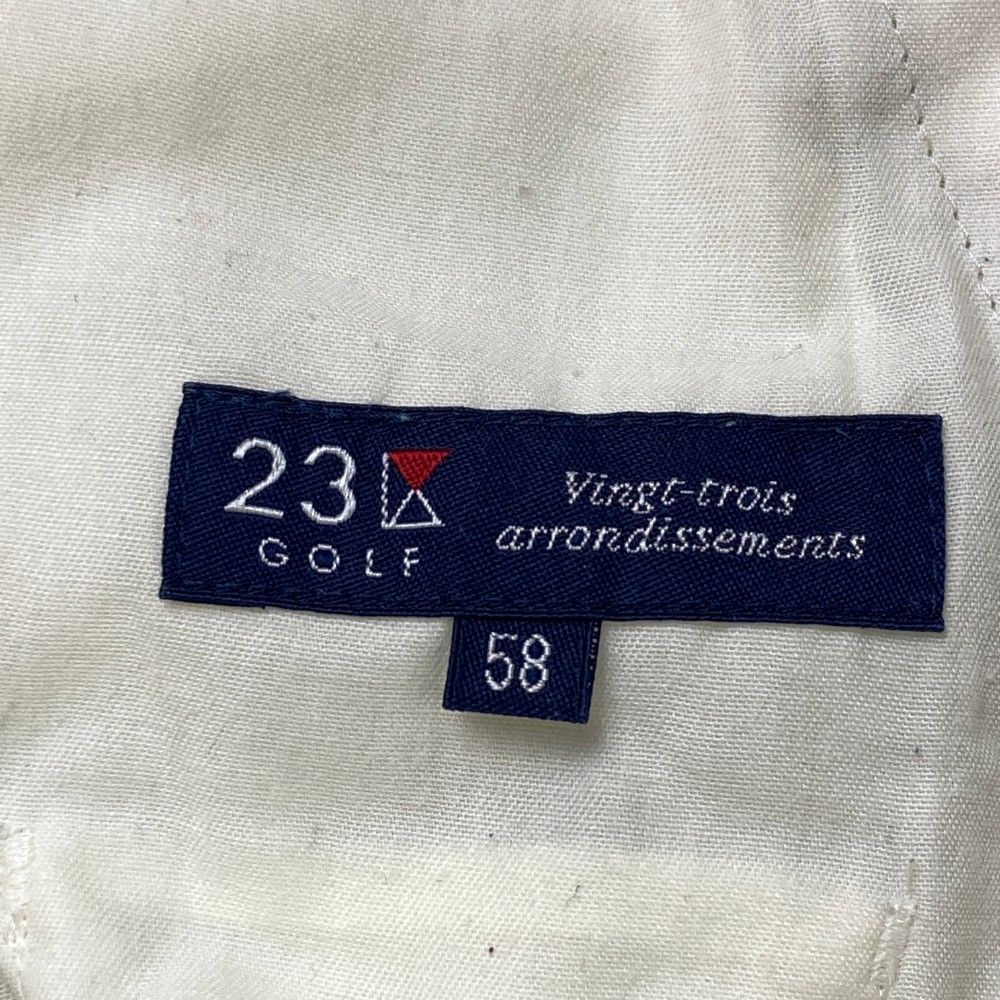 23
GOLF
Vingt-trois
arrondissements
58